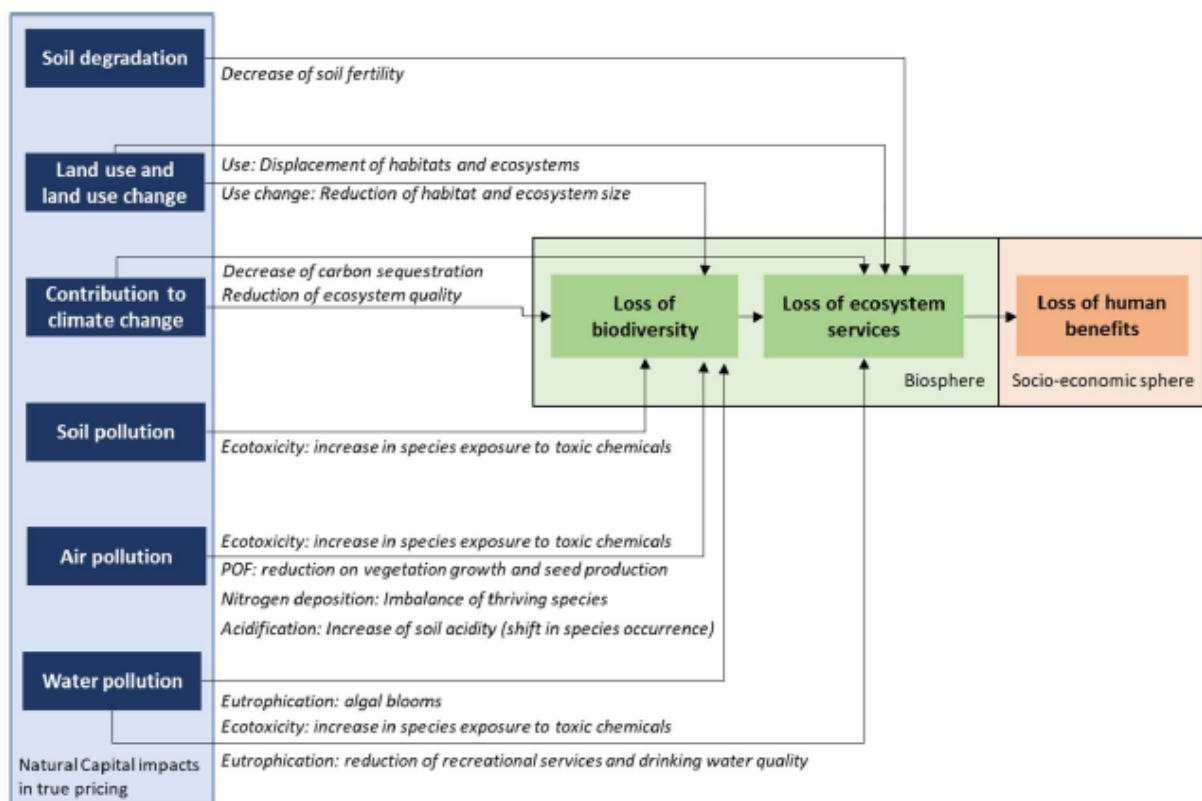 Soil degradation
Decrease of soil fertility
Land use and
land use change
Use: Displacement of habitats and ecosystems
Use change: Reduction of habitat and ecosystem size
Contribution to
climate change
Decrease of carbon sequestration
Reduction of ecosystem quality
Loss of
biodiversity
Loss of ecosystem
services
Loss of human
benefits
Biosphere
Socio-economic sphere
Soil pollution
Ecotoxicity: increase in species exposure to toxic chemicals
Air pollution
Ecotoxicity: increase in species exposure to toxic chemicals
POF: reduction on vegetation growth and seed production
Nitrogen deposition: Imbalance of thriving species
Acidification: Increase of soil acidity (shift in species occurrence)
Water pollution
Eutrophication: algal blooms
Ecotoxicity: increase in species exposure to toxic chemicals
Eutrophication: reduction of recreational services and drinking water quality
Natural Capital impacts
in true pricing